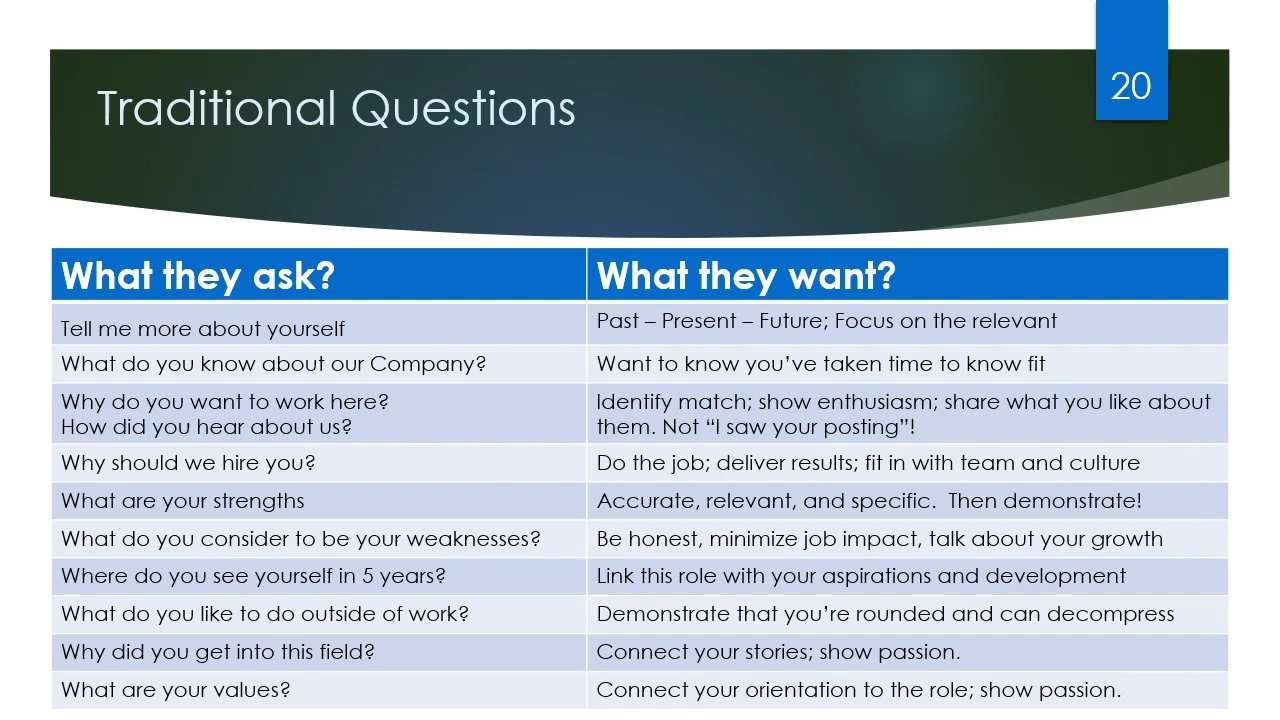 Traditional Questions
20
What they ask?
What they want?
Tell me more about yourself
Past – Present – Future; Focus on the relevant
What do you know about our Company?
Want to know you’ve taken time to know fit
Why do you want to work here?
How did you hear about us?
Identify match; show enthusiasm; share what you like about
them. Not “I saw your posting”!
Why should we hire you?
Do the job; deliver results; fit in with team and culture
What are your strengths
Accurate, relevant, and specific.  Then demonstrate!
What do you consider to be your weaknesses?
Be honest, minimize job impact, talk about your growth
Where do you see yourself in 5 years?
Link this role with your aspirations and development
What do you like to do outside of work?
Demonstrate that you’re rounded and can decompress
Why did you get into this field?
Connect your stories; show passion.
What are your values?
Connect your orientation to the role; show passion.